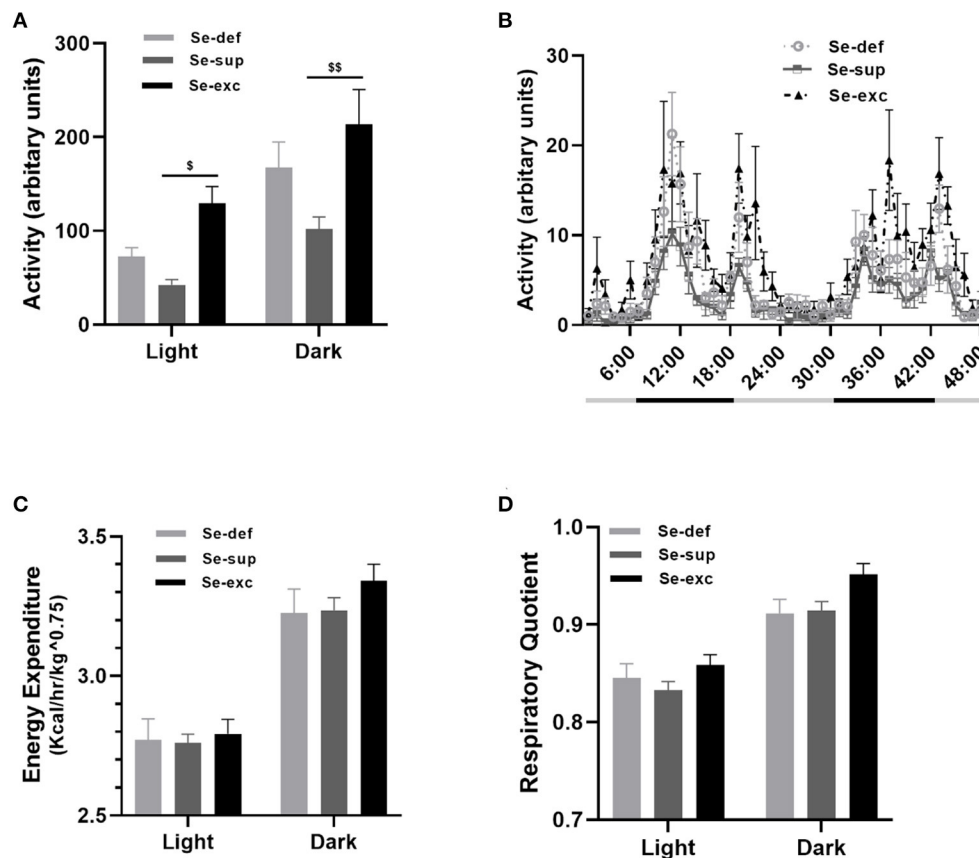 A
Se-def
Se-sup
Se-exc
Activity (arbitary units)
300
200
100
0
$
$$
Light
Dark
B
Se-def
Se-sup
Se-exc
Activity (arbitary units)
30
20
10
0
6:00
12:00
18:00
24:00
30:00
36:00
42:00
48:00
C
Se-def
Se-sup
Se-exc
Energy Expenditure
(Kcal/hr/kg^0.75)
3.5
3.0
2.5
Light
Dark
D
Se-def
Se-sup
Se-exc
Respiratory Quotient
1.0
0.9
0.8
0.7
Light
Dark